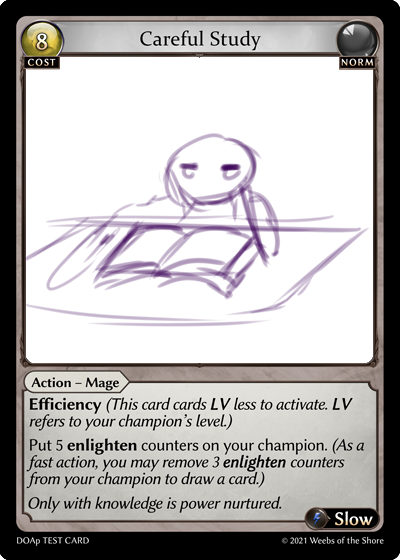 8 Careful Study
COST NORM
Action – Mage
Efficiency (This card cards LV less to activate. LV
refers to your champion's level.)
Put 5 enlighten counters on your champion. (As a
fast action, you may remove 3 enlighten counters
from your champion to draw a card.)
Only with knowledge is power nurtured.
Slow
DOAp TEST CARD © 2021 Weebs of the Shore